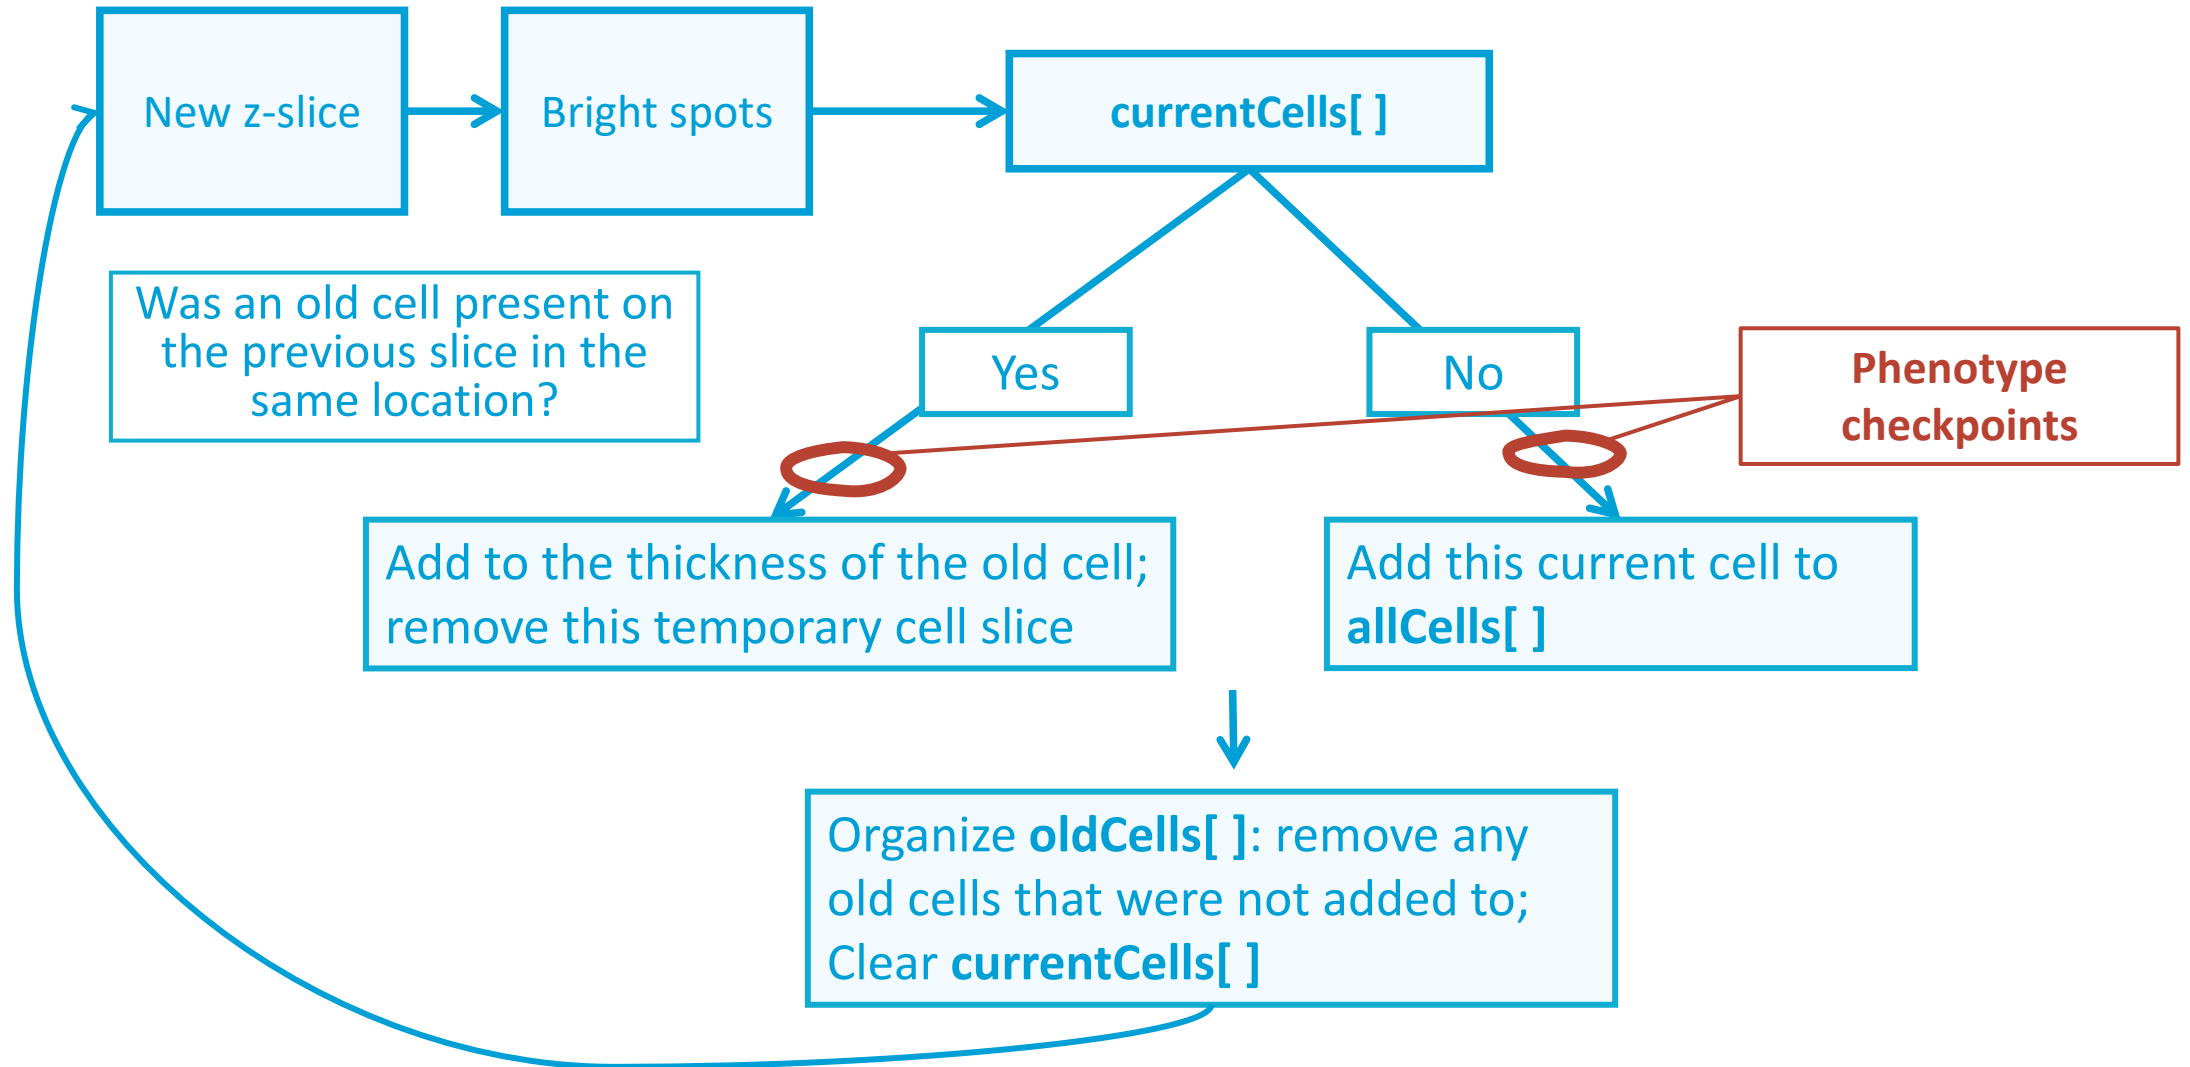 New z-slice
Bright spots
currentCells[ ]
Was an old cell present on
the previous slice in the
same location?
Yes
No
Phenotype
checkpoints
Add to the thickness of the old cell;
remove this temporary cell slice
Add this current cell to
allCells[ ]
Organize oldCells[ ]: remove any
old cells that were not added to;
Clear currentCells[ ]